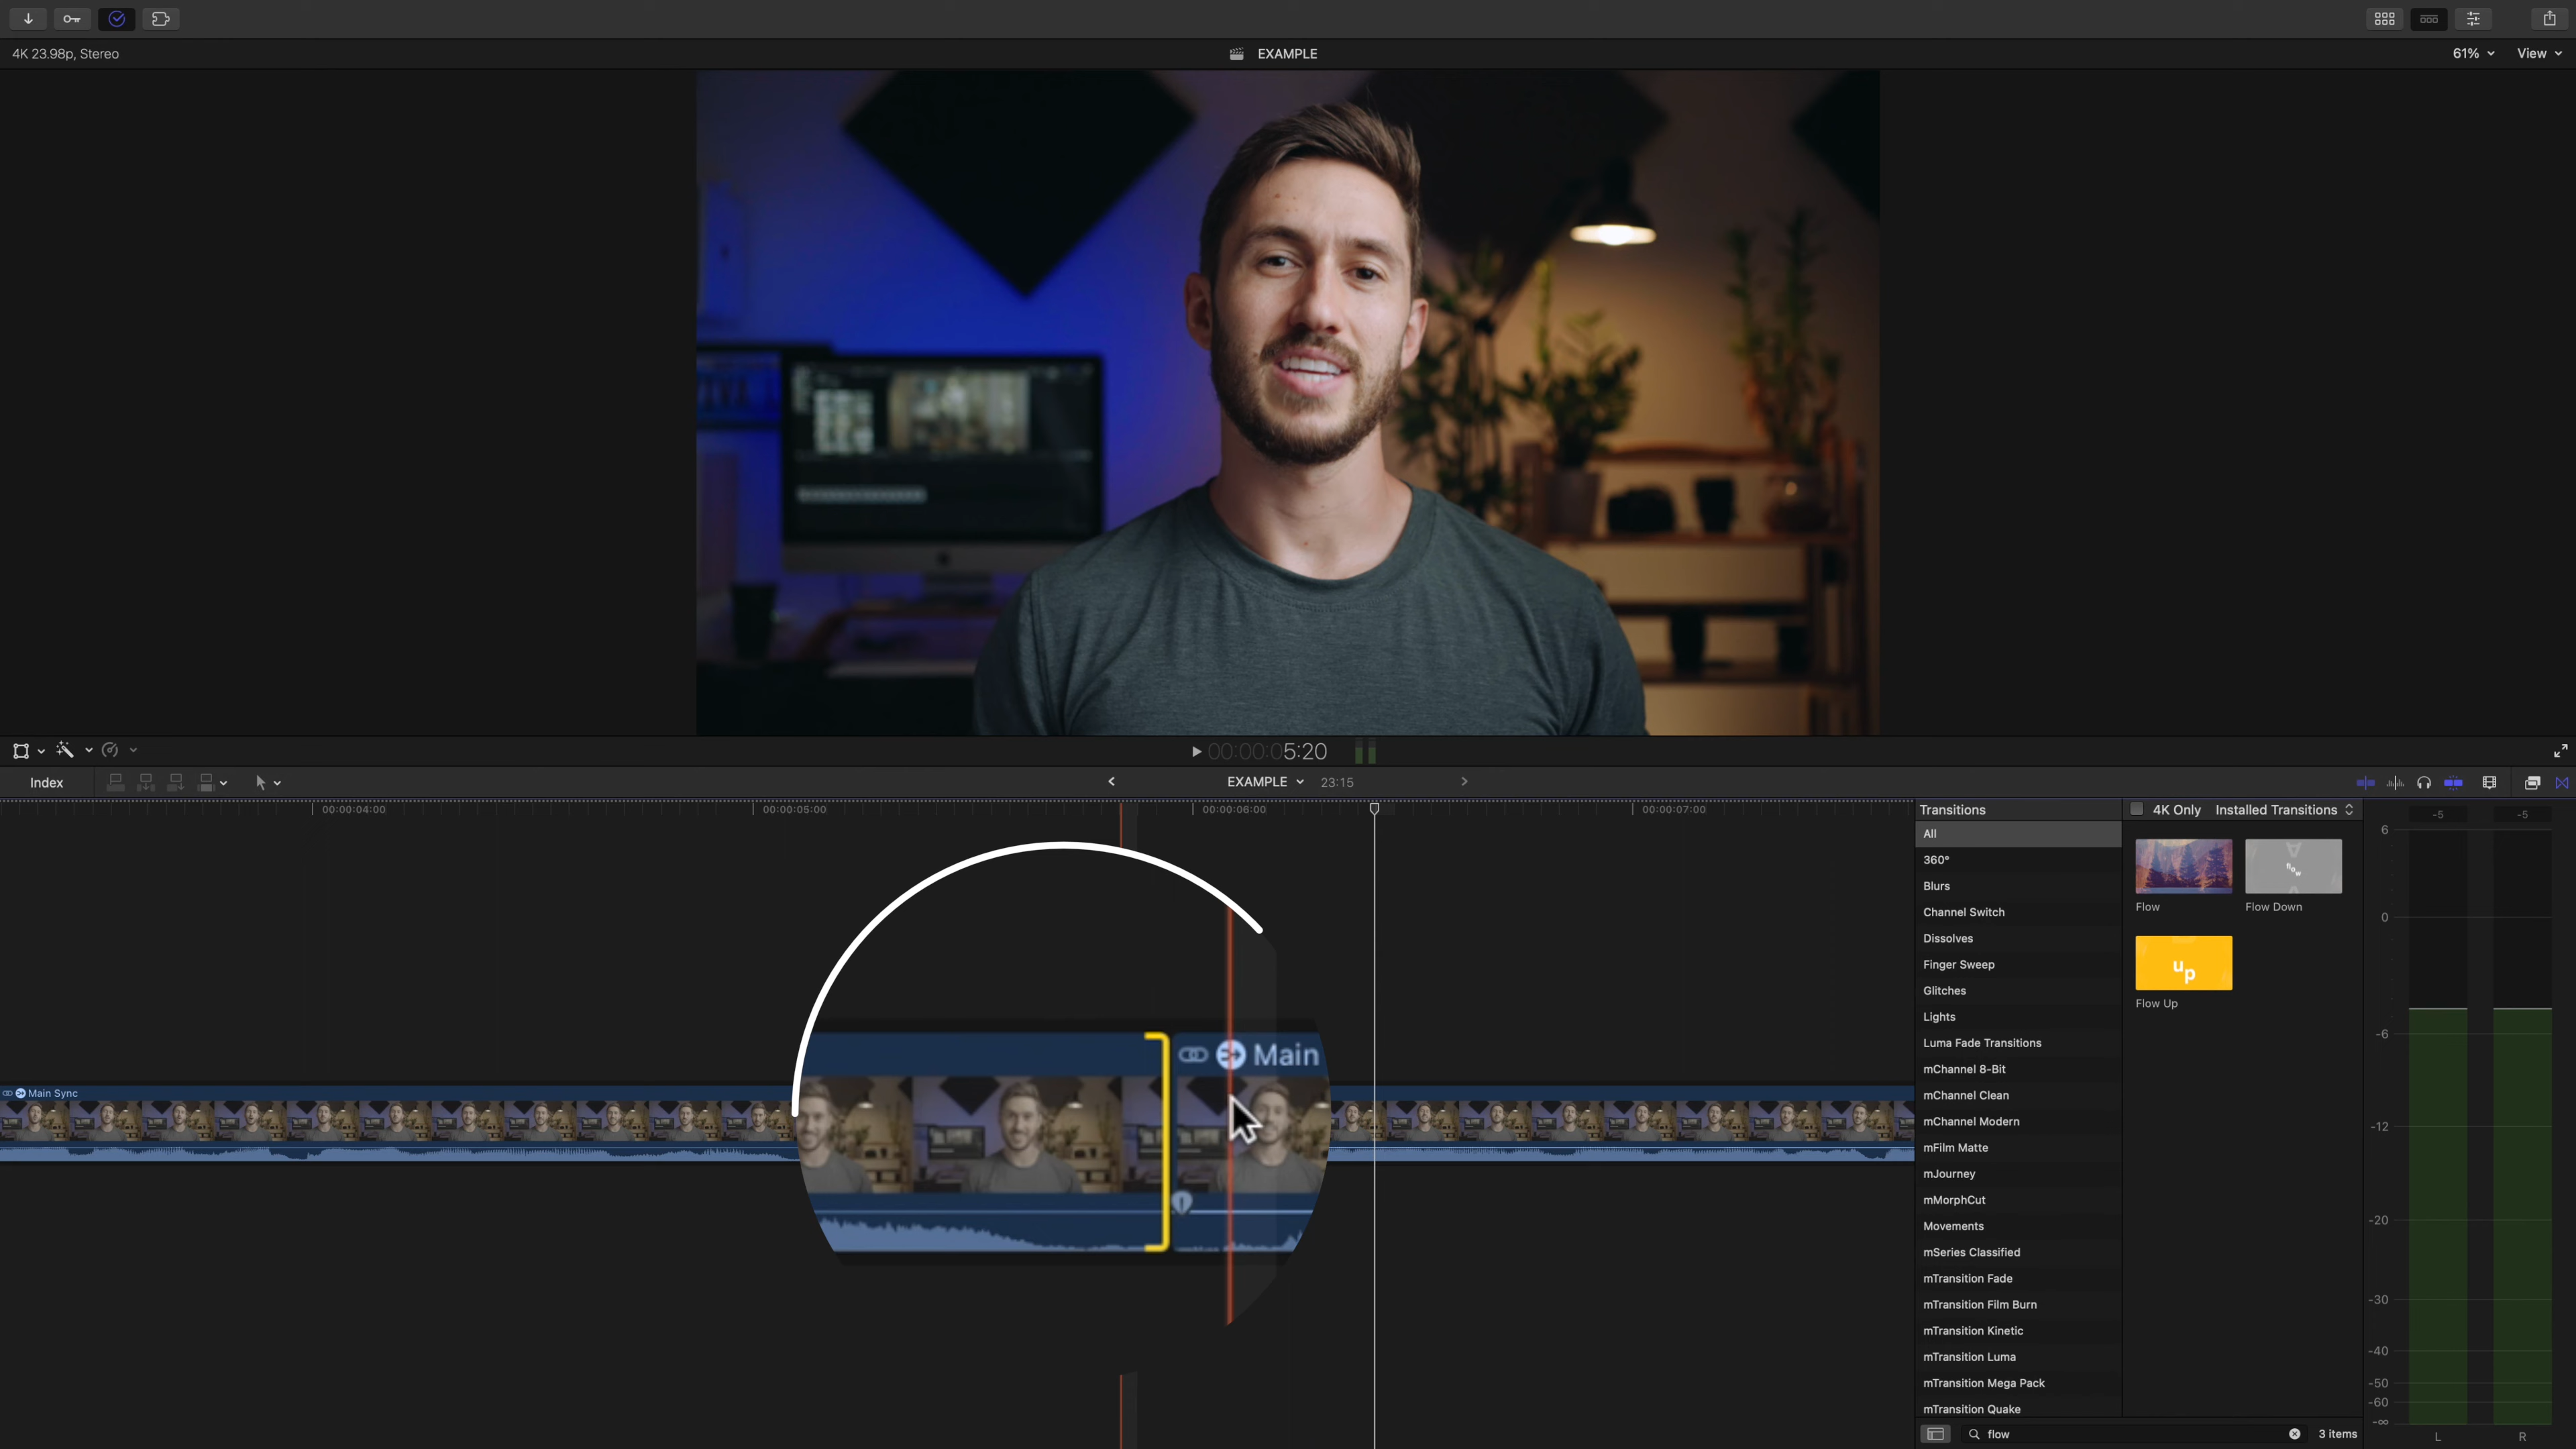 4K 23.98p, Stereo
EXAMPLE
61%
View
00:00:05:20
Index
EXAMPLE
23:15
00:00:04:00
00:00:05:00
00:00:06:00
00:00:07:00
Main Sync
Main
Transitions
All
360°
Blurs
Channel Switch
Dissolves
Finger Sweep
Glitches
Lights
Luma Fade Transitions
mChannel 8-Bit
mChannel Clean
mChannel Modern
mFilm Matte
mJourney
mMorphCut
Movements
mSeries Classified
mTransition Fade
mTransition Film Burn
mTransition Kinetic
mTransition Luma
mTransition Mega Pack
mTransition Quake
4K Only
Installed Transitions
Flow
Flow Down
up
Flow Up
flow
3 items
-5
-5
6
0
-6
-12
-20
-30
-40
-50
-60
-∞
L
R